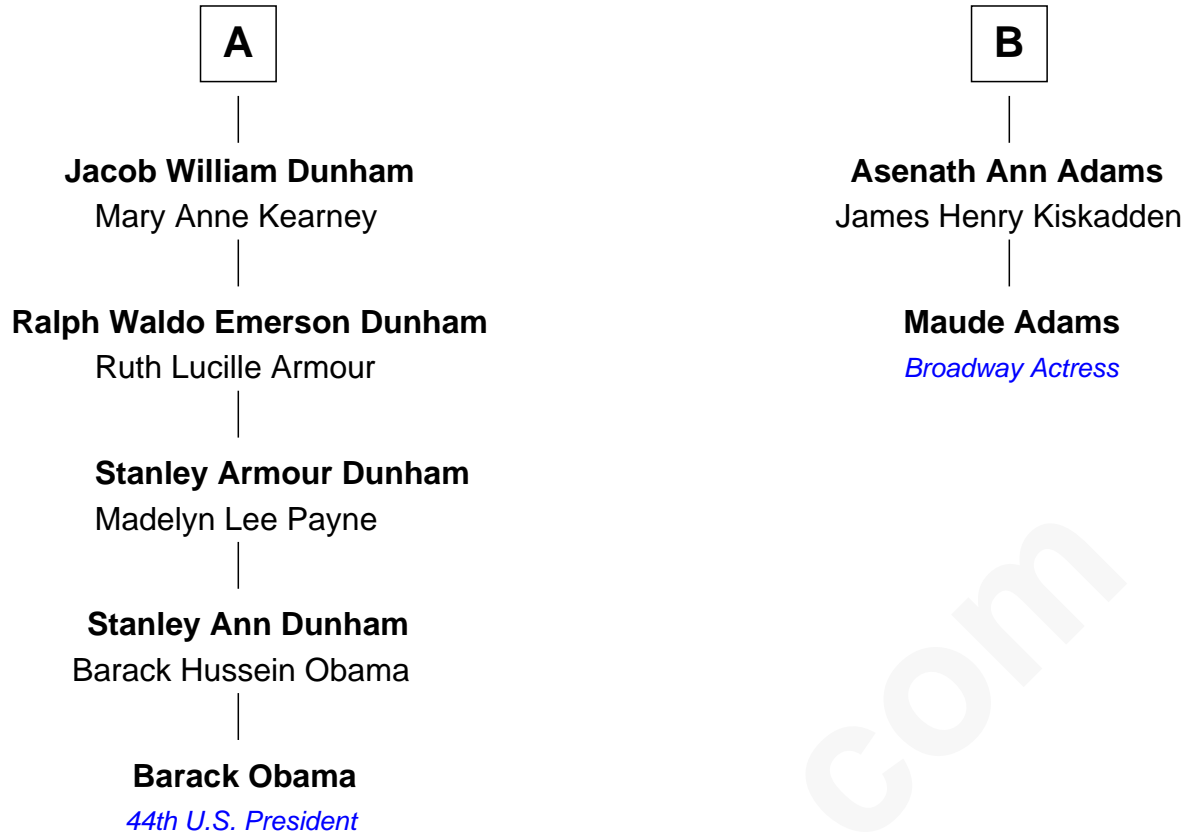 A
Jacob William Dunham
Mary Anne Kearney
Ralph Waldo Emerson Dunham
Ruth Lucille Armour
Stanley Armour Dunham
Madelyn Lee Payne
Stanley Ann Dunham
Barack Hussein Obama
Barack Obama
44th U.S. President
B
Asenath Ann Adams
James Henry Kiskadden
Maude Adams
Broadway Actress
com